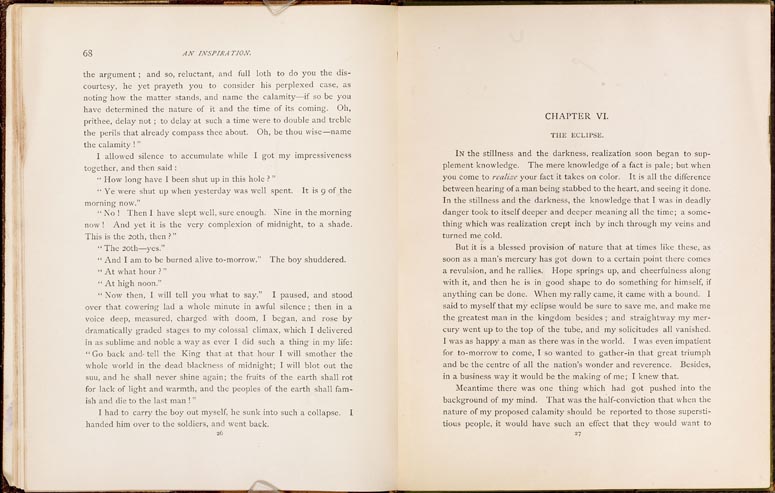 68
AN INSPIRATION.
the argument ; and so, reluctant, and full loth to do you the dis-
courtesy, he yet prayeth you to consider his perplexed case, as
noting how the matter stands, and name the calamity—if so be you
have determined the nature of it and the time of its coming. Oh,
prithee, delay not ; to delay at such a time were to double and treble
the perils that already compass thee about. Oh, be thou wise—name
the calamity ! "
I allowed silence to accumulate while I got my impressiveness
together, and then said :
" How long have I been shut up in this hole ? "
" Ye were shut up when yesterday was well spent. It is 9 of the
morning now."
" No ! Then I have slept well, sure enough. Nine in the morning
now ! And yet it is the very complexion of midnight, to a shade.
This is the 20th, then ? "
" The 20th—yes."
" And I am to be burned alive to-morrow." The boy shuddered.
" At what hour ? "
" At high noon."
" Now then, I will tell you what to say." I paused, and stood
over that cowering lad a whole minute in awful silence ; then in a
voice deep, measured, charged with doom, I began, and rose by
dramatically graded stages to my colossal climax, which I delivered
in as sublime and noble a way as ever I did such a thing in my life:
" Go back and tell the King that at that hour I will smother the
whole world in the dead blackness of midnight; I will blot out the
sun, and he shall never shine again; the fruits of the earth shall rot
for lack of light and warmth, and the peoples of the earth shall fam-
ish and die to the last man ! "
I had to carry the boy out myself, he sunk into such a collapse. I
handed him over to the soldiers, and went back.
26
CHAPTER VI.
THE ECLIPSE.
IN the stillness and the darkness, realization soon began to sup-
plement knowledge. The mere knowledge of a fact is pale; but when
you come to realize your fact it takes on color. It is all the difference
between hearing of a man being stabbed to the heart, and seeing it done.
In the stillness and the darkness, the knowledge that I was in deadly
danger took to itself deeper and deeper meaning all the time; a some-
thing which was realization crept inch by inch through my veins and
turned me cold.
But it is a blessed provision of nature that at times like these, as
soon as a man's mercury has got down to a certain point there comes
a revulsion, and he rallies. Hope springs up, and cheerfulness along
with it, and then he is in good shape to do something for himself, if
anything can be done. When my rally came, it came with a bound. I
said to myself that my eclipse would be sure to save me, and make me
the greatest man in the kingdom besides ; and straightway my mer-
cury went up to the top of the tube, and my solicitudes all vanished.
I was as happy a man as there was in the world. I was even impatient
for to-morrow to come, I so wanted to gather-in that great triumph
and be the centre of all the nation's wonder and reverence. Besides,
in a business way it would be the making of me; I knew that.
Meantime there was one thing which had got pushed into the
background of my mind. That was the half-conviction that when the
nature of my proposed calamity should be reported to those supersti-
tious people, it would have such an effect that they would want to
27